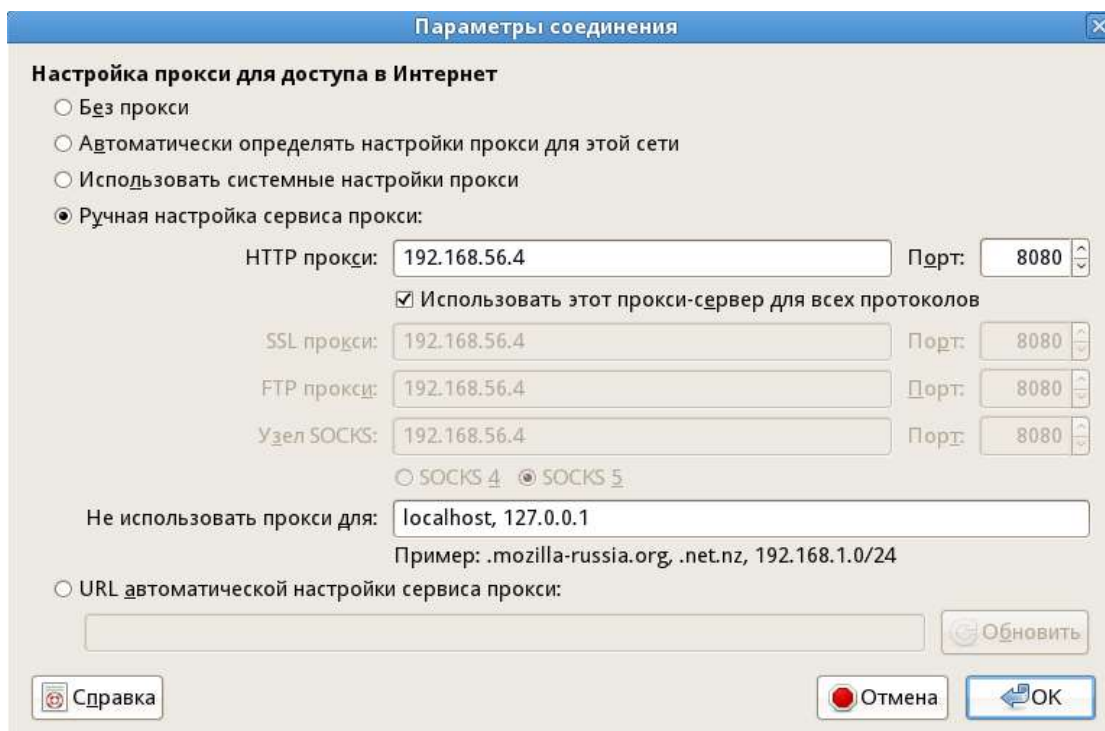 Параметры соединения
Настройка прокси для доступа в Интернет
Без прокси
Автоматически определять настройки прокси для этой сети
Использовать системные настройки прокси
Ручная настройка сервиса прокси:
HTTP прокси: 192.168.56.4 Порт: 8080
Использовать этот прокси-сервер для всех протоколов
SSL прокси: 192.168.56.4 Порт: 8080
FTP прокси: 192.168.56.4 Порт: 8080
Узел SOCKS: 192.168.56.4 Порт: 8080
SOCKS 4 SOCKS 5
Не использовать прокси для: localhost, 127.0.0.1
Пример: .mozilla-russia.org, .net.nz, 192.168.1.0/24
URL автоматической настройки сервиса прокси:
Обновить
Справка Отмена OK